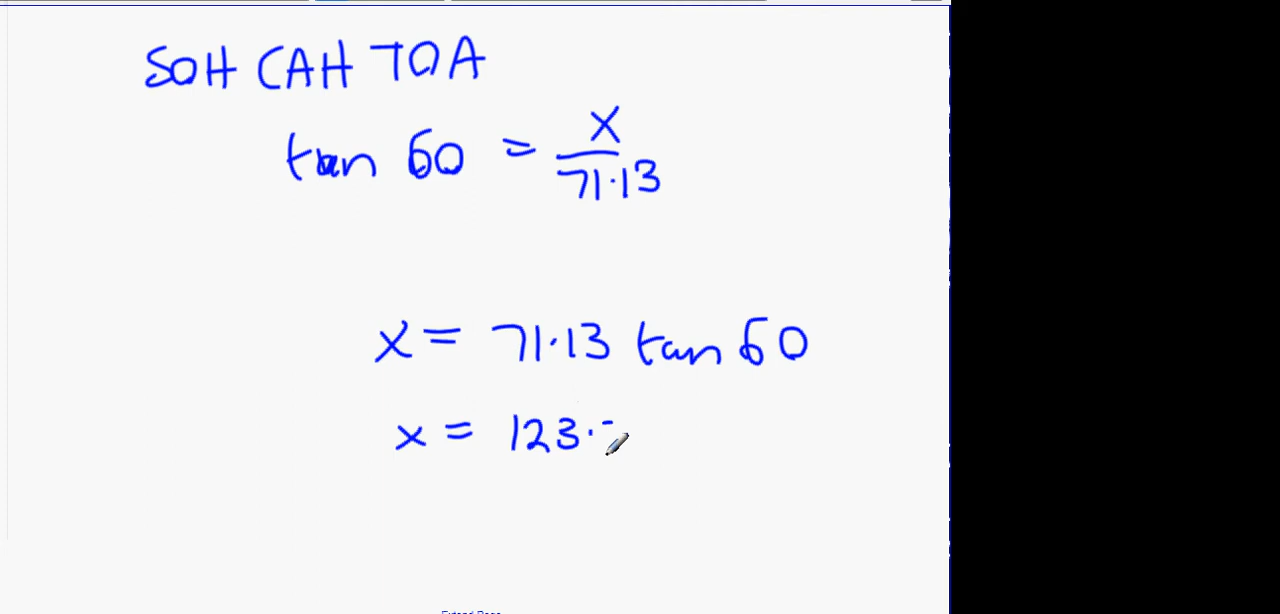 SOH CAH TOA
tan 60 = x/71.13
x = 71.13 tan 60
x = 123.